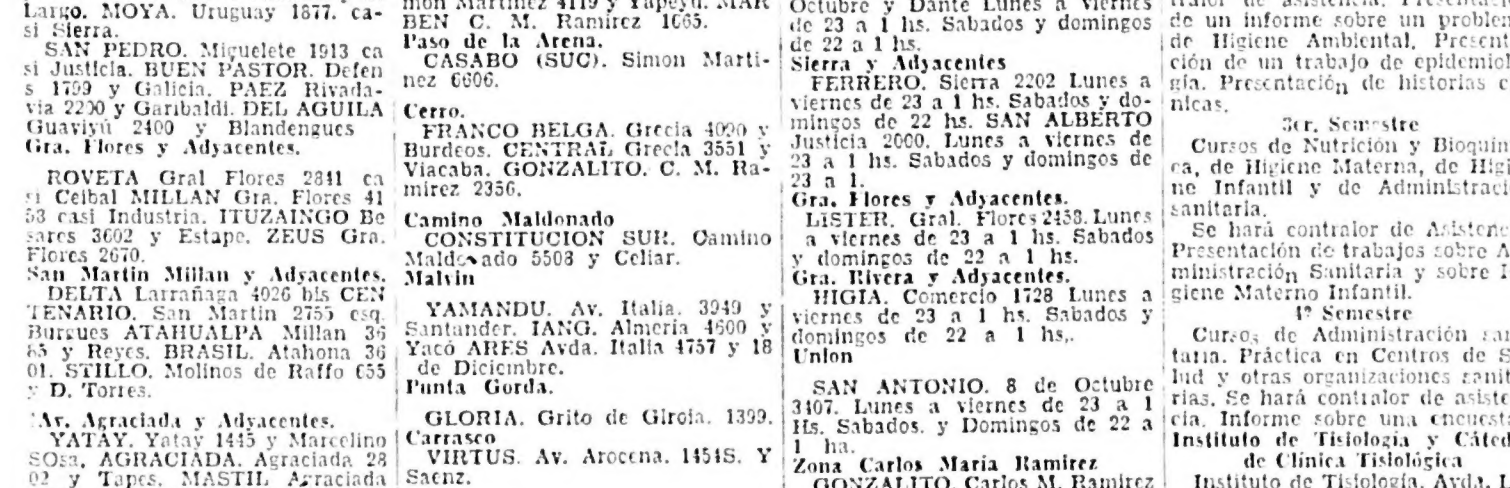 Largo. MOYA. Uruguay 1877. ca-
si Sierra.
SAN PEDRO. Miguelete 1913 ca
si Justicia. BUEN PASTOR. Defen
s 1799 y Galicia. PAEZ Rivada-
via 2200 y Garibaldi. DEL AGUILA
Guaviyú 2400 y Blandengues
Gra. Flores y Adyacentes.
ROVETA Gral Flores 2841 ca
si Ceibal MILLAN Gra. Flores 41
53 casi Industria. ITUZAINGO Be
sares 3602 y Estape. ZEUS Gra.
Flores 2670.
San Martin Millan y Adyacentes.
DELTA Larrañaga 4026 bis CEN
TENARIO. San Martin 2755 esq.
Burgues ATAHUALPA Millan 36
85 y Reyes. BRASIL. Atahona 36
01. STILLO. Molinos de Raffo 655
y D. Torres.
Av. Agraciada y Adyacentes.
YATAY. Yatay 1445 y Marcelino
SOsa, AGRACIADA. Agraciada 28
02 y Tapes. MASTIL Agraciada
mon Martinez 4119 y Yapeyu. MAR
BEN C. M. Ramirez 1665.
Paso de la Arena.
CASABO (SUC). Simon Marti-
nez 6606.
Cerro.
FRANCO BELGA. Grecia 4090 y
Burdeos. CENTRAL Grecia 3551 y
Viacaba. GONZALITO. C. M. Ra-
mirez 2356.
Camino Maldonado
CONSTITUCION SUR. Camino
Maldonado 5508 y Celiar.
Malvin
YAMANDU. Av. Italia. 3949 y
Santander. IANG. Almeria 4600 y
Yacó ARES Avda. Italia 4757 y 18
de Diciembre.
Punta Gorda.
GLORIA. Grito de Giroia. 1399.
Carrasco
VIRTUS. Av. Arocena. 1454S. Y
Saenz.
Octubre y Dante Lunes a viernes
de 23 a 1 hs. Sabados y domingos
de 22 a 1 hs.
Sierra y Adyacentes
FERRERO. Sierra 2202 Lunes a
viernes de 23 a 1 hs. Sabados y do-
mingos de 22 hs. SAN ALBERTO
Justicia 2000. Lunes a viernes de
23 a 1 hs. Sabados y domingos de
23 a 1.
Gra. Flores y Adyacentes.
LISTER. Gral. Flores 2458. Lunes
a viernes de 23 a 1 hs. Sabados
y domingos de 22 a 1 hs.
Gra. Rivera y Adyacentes.
HIGIA. Comercio 1728 Lunes a
viernes de 23 a 1 hs. Sabados y
domingos de 22 a 1 hs,.
Union
SAN ANTONIO. 8 de Octubre
3407. Lunes a viernes de 23 a 1
Hs. Sabados. y Domingos de 22 a
1 ha.
Zona Carlos María Ramirez
GONZALITO. Carlos M. Ramirez
tralor de asistencia.
de un informe sobre un problem
de Higiene Ambiental. Present
ción de un trabajo de epidemiol
gía. Presentación de historias c
nicas.
3er. Semestre
Cursos de Nutrición y Bioquím
ca, de Higiene Materna, de Higi
ne Infantil y de Administraci
sanitaria.
Se hará contralor de Asistenc
Presentación de trabajos sobre A
ministración Sanitaria y sobre
giene Materno Infantil.
4º Semestre
Cursos de Administración san
taria. Práctica en Centros de S
lud y otras organizaciones sanit
rias. Se hará contralor de asiste
cia. Informe sobre una encuesta
Instituto de Tisiología y Cáted
de Clínica Tisiológica
Instituto de Tisiología. Avda.